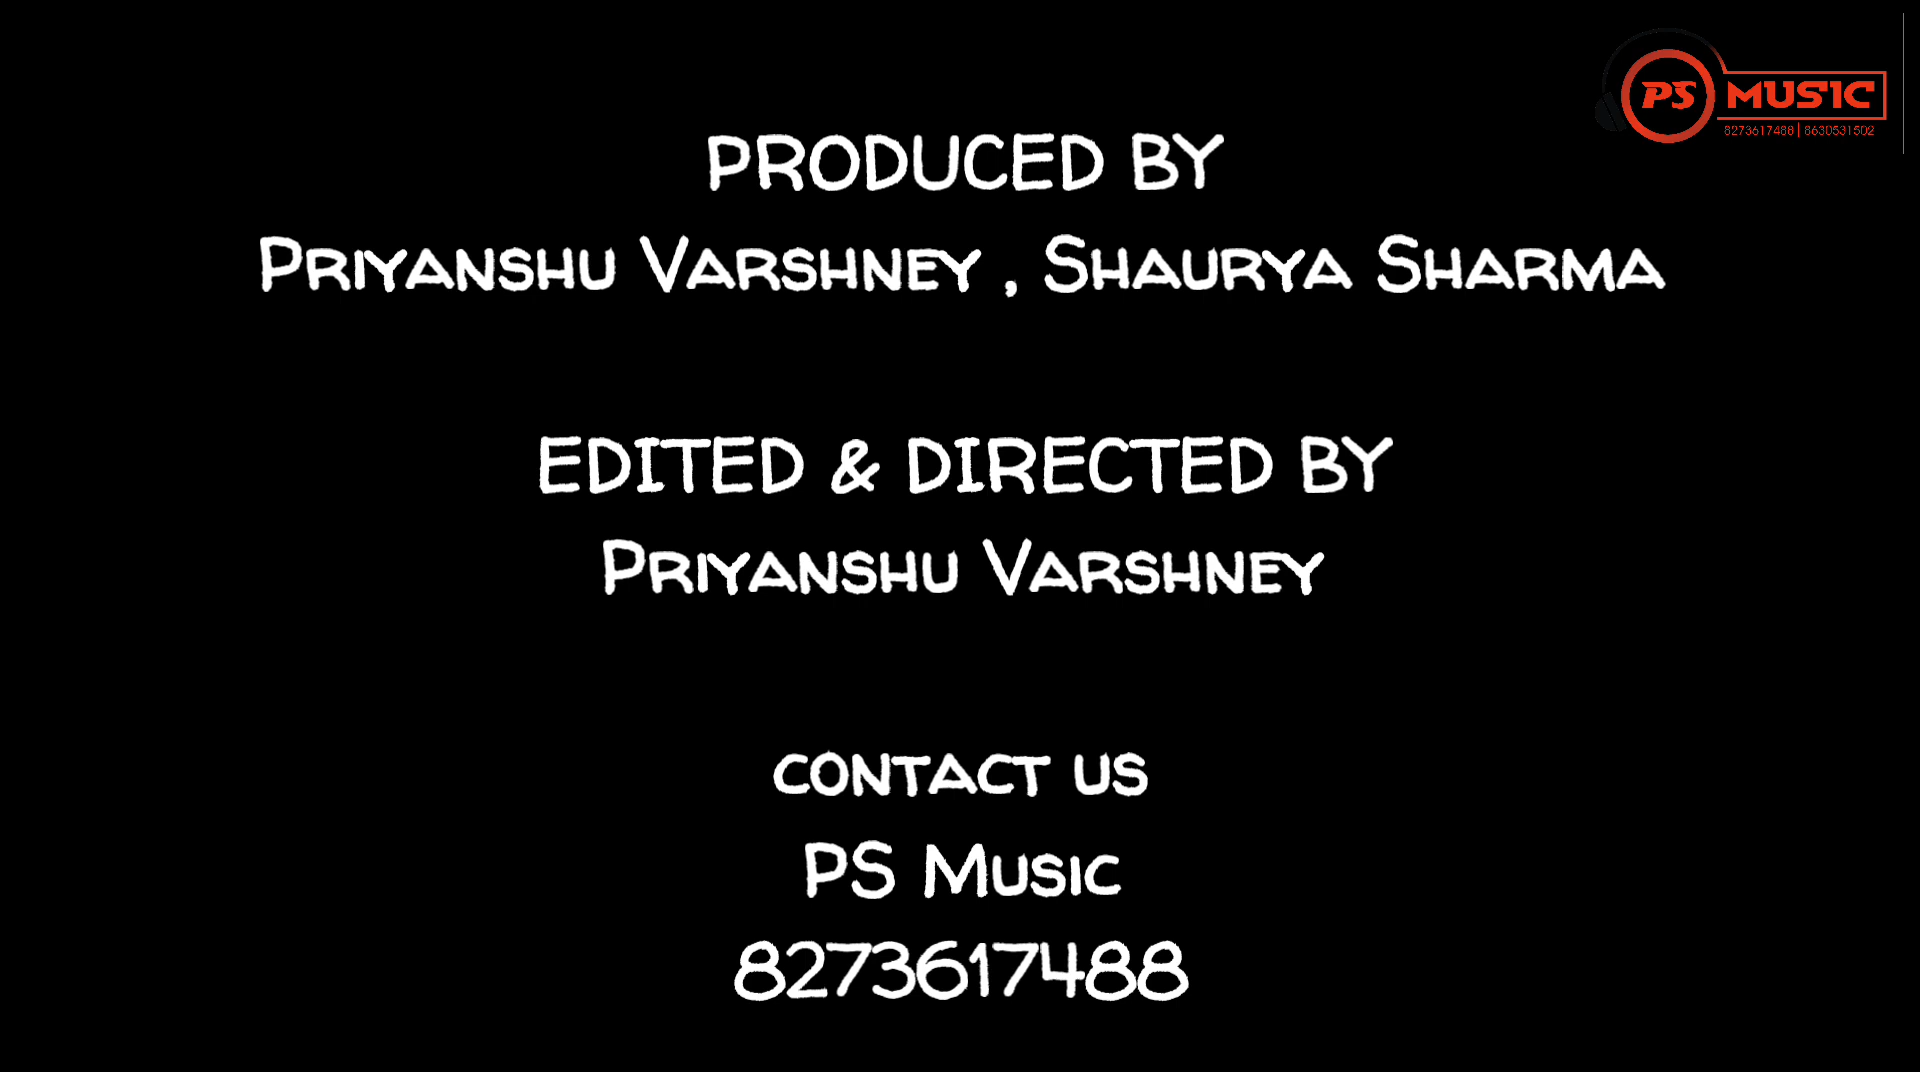 PS MUSIC
8273617488 | 8630531502
PRODUCED BY
Priyanshu Varshney , Shaurya Sharma
EDITED & DIRECTED BY
Priyanshu Varshney
contact us
PS Music
8273617488